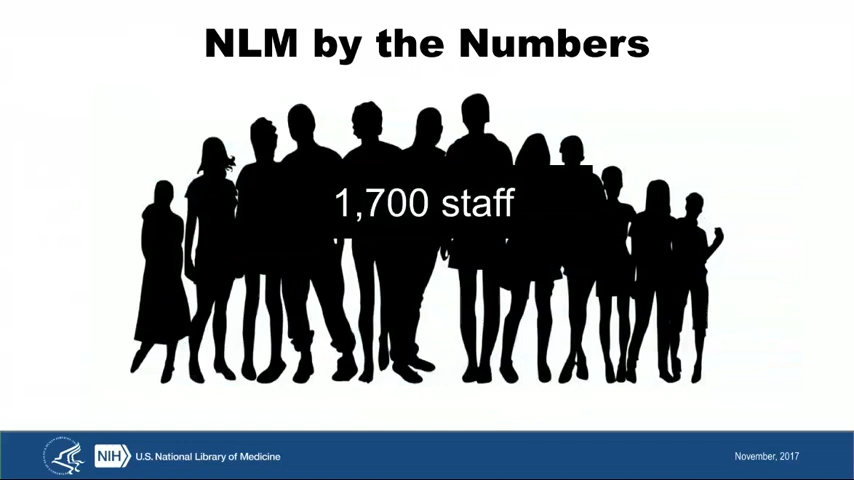 NLM by the Numbers
1,700 staff
NIH U.S. National Library of Medicine
November, 2017